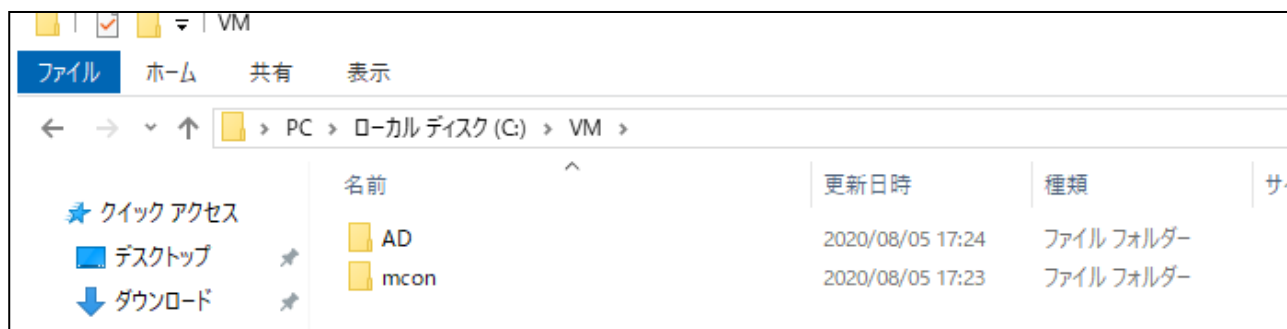 VM
ファイル ホーム 共有 表示
PC > ローカル ディスク (C:) > VM >
名前 更新日時 種類
クイック アクセス
AD 2020/08/05 17:24 ファイル フォルダー
デスクトップ
mcon 2020/08/05 17:23 ファイル フォルダー
ダウンロード